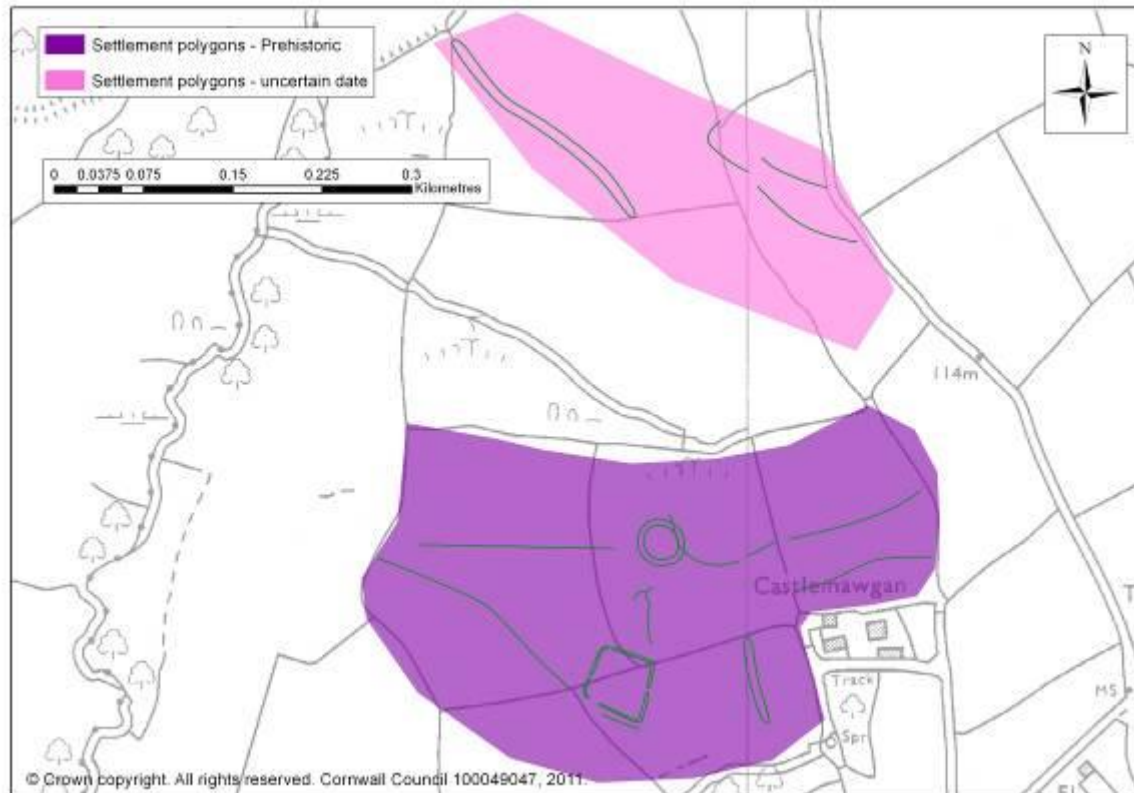 Settlement polygons - Prehistoric
Settlement polygons - uncertain date
N
0 0.0375 0.075 0.15 0.225 0.3
Kilometres
114m
Castlemawgan
Track
MS
Spr
T
El
© Crown copyright. All rights reserved. Cornwall Council 100049047, 2011.